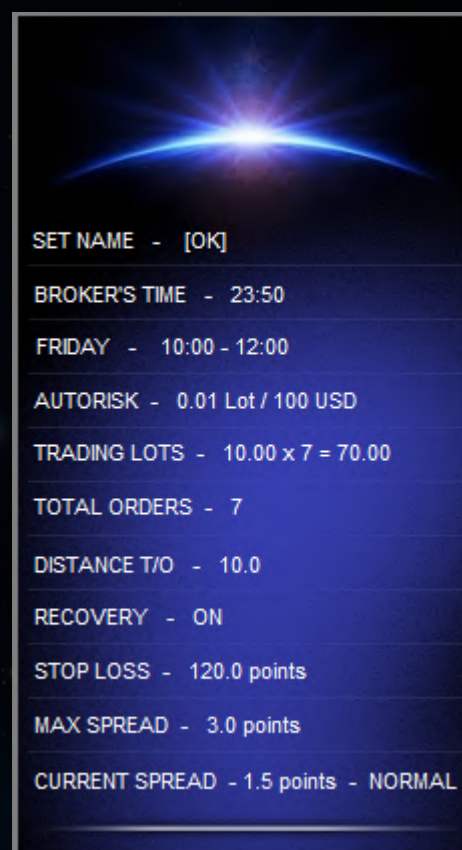 SET NAME - [OK]
BROKER'S TIME - 23:50
FRIDAY - 10:00 - 12:00
AUTORISK - 0.01 Lot / 100 USD
TRADING LOTS - 10.00 x 7 = 70.00
TOTAL ORDERS - 7
DISTANCE T/O - 10.0
RECOVERY - ON
STOP LOSS - 120.0 points
MAX SPREAD - 3.0 points
CURRENT SPREAD - 1.5 points - NORMAL